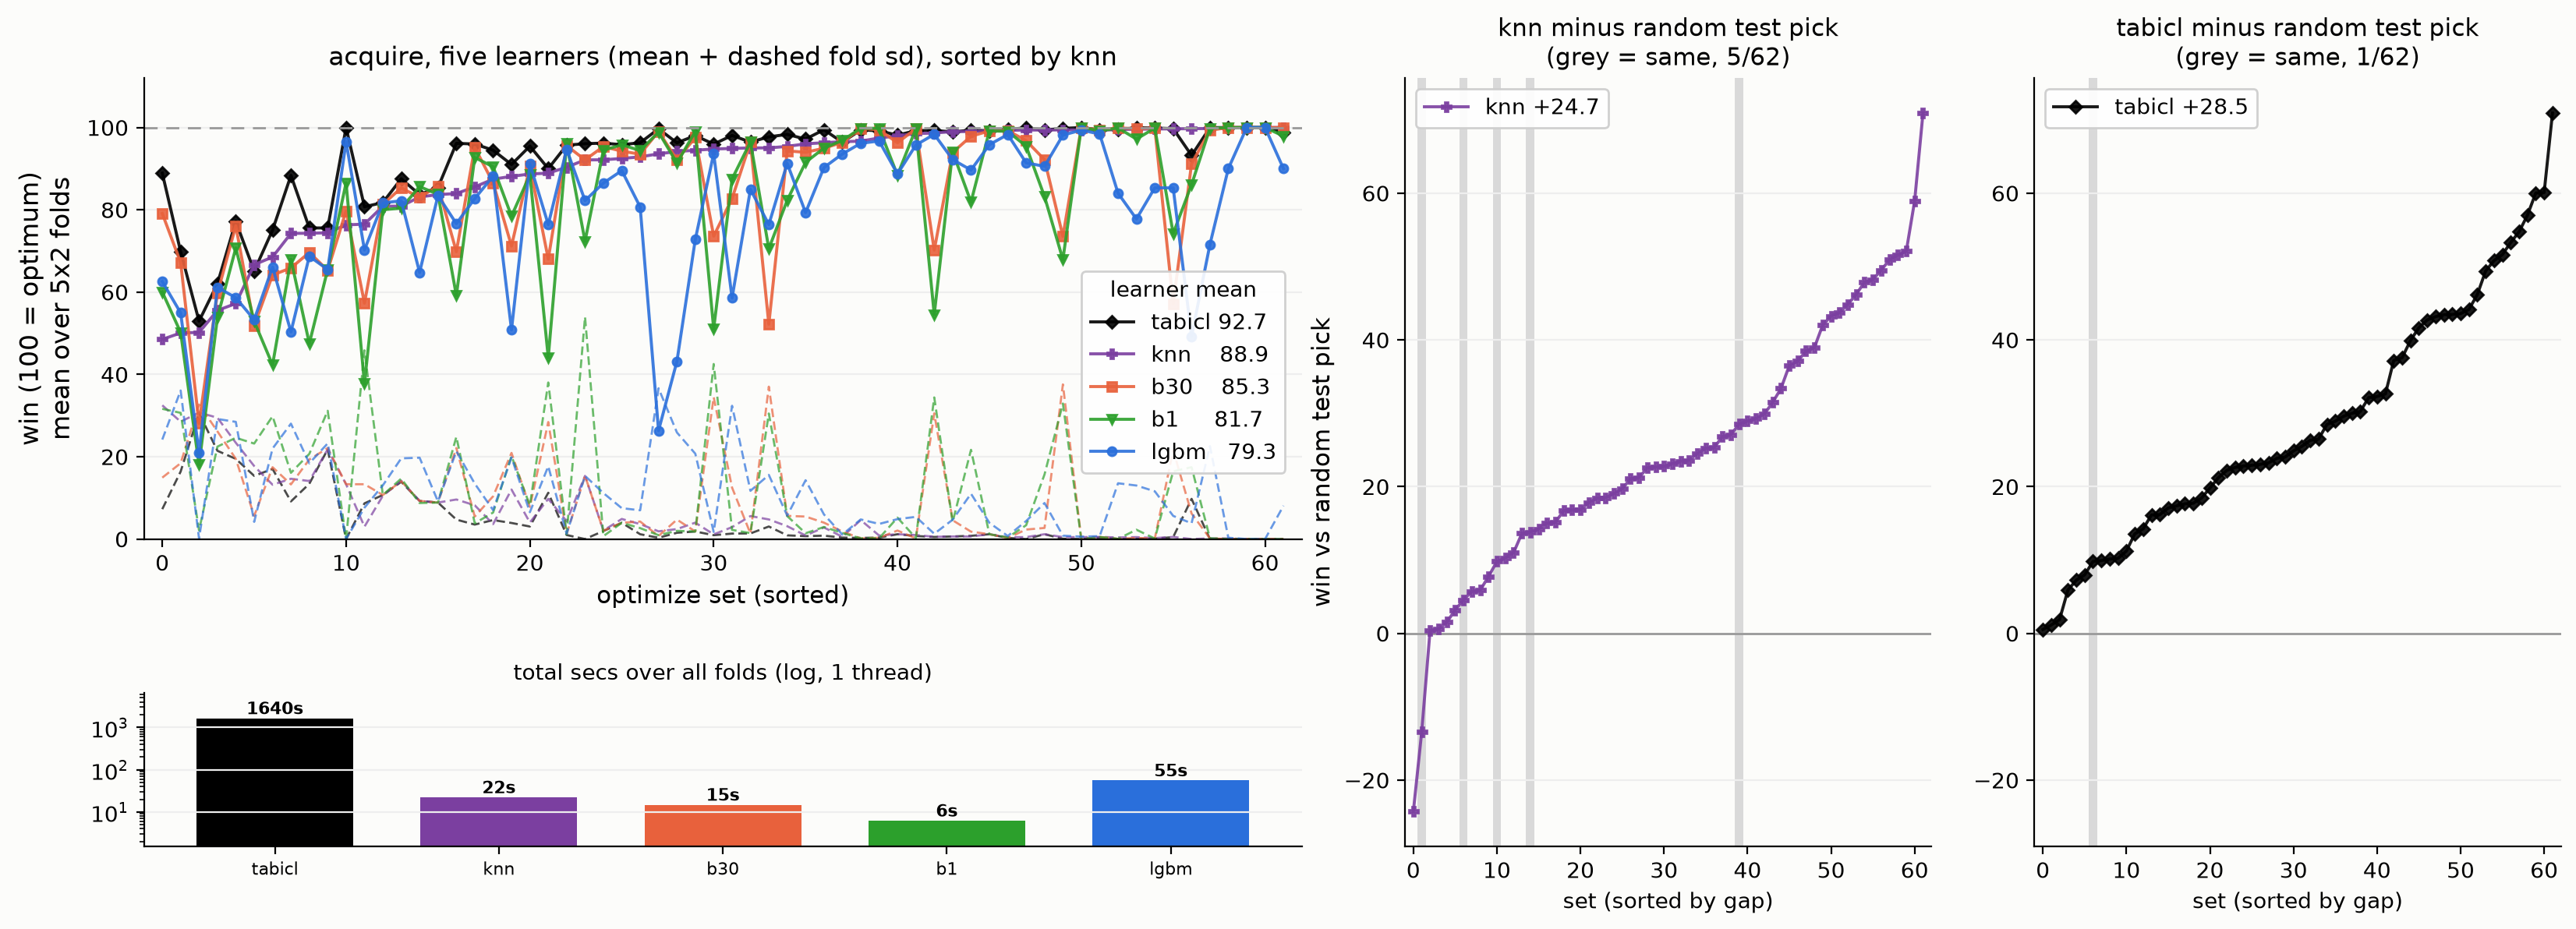 acquire, five learners (mean + dashed fold sd), sorted by knn
win (100 = optimum)
mean over 5x2 folds
100
80
60
40
20
0
0 10 20 30 40 50 60
optimize set (sorted)
learner mean
tabicl 92.7
knn 88.9
b30 85.3
b1 81.7
lgbm 79.3
total secs over all folds (log, 1 thread)
10³
10²
10¹
1640s
22s
15s
6s
55s
tabicl knn b30 b1 lgbm
knn minus random test pick
(grey = same, 5/62)
knn +24.7
win vs random test pick
60
40
20
0
−20
0 10 20 30 40 50 60
set (sorted by gap)
tabicl minus random test pick
(grey = same, 1/62)
tabicl +28.5
60
40
20
0
−20
0 10 20 30 40 50 60
set (sorted by gap)